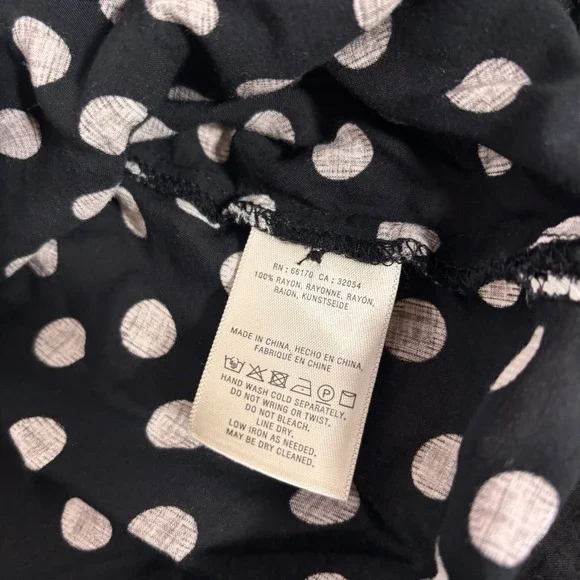 RN : 66170 CA : 32054
100% RAYON, RAYONNE, RAYÓN,
RAION, KUNSTSEIDE
MADE IN CHINA, HECHO EN CHINA,
FABRIQUÉ EN CHINE
HAND WASH COLD SEPARATELY.
DO NOT WRING OR TWIST.
DO NOT BLEACH.
LINE DRY.
LOW IRON AS NEEDED.
MAY BE DRY CLEANED.